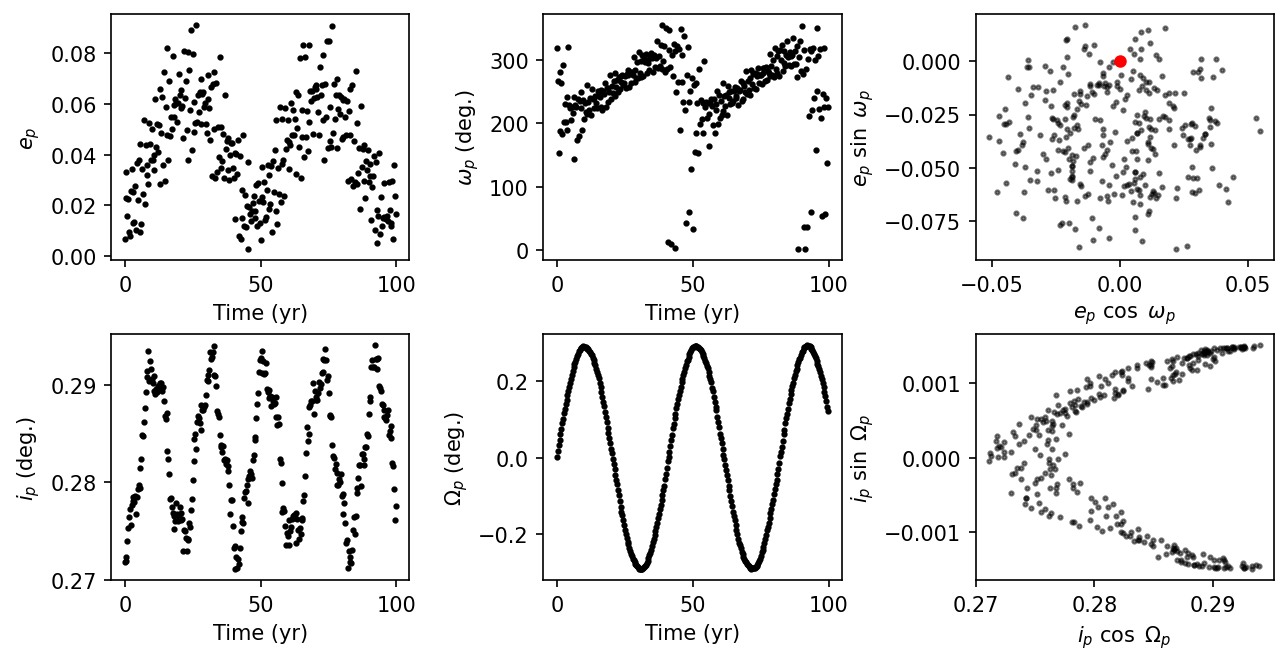 0.08
0.06
0.04
0.02
0.00
e_p
0 50 100
Time (yr)
300
200
100
0
ω_p (deg.)
0 50 100
Time (yr)
0.000
−0.025
−0.050
−0.075
e_p sin ω_p
−0.05 0.00 0.05
e_p cos ω_p
0.29
0.28
0.27
i_p (deg.)
0 50 100
Time (yr)
0.2
0.0
−0.2
Ω_p (deg.)
0 50 100
Time (yr)
0.001
0.000
−0.001
i_p sin Ω_p
0.27 0.28 0.29
i_p cos Ω_p